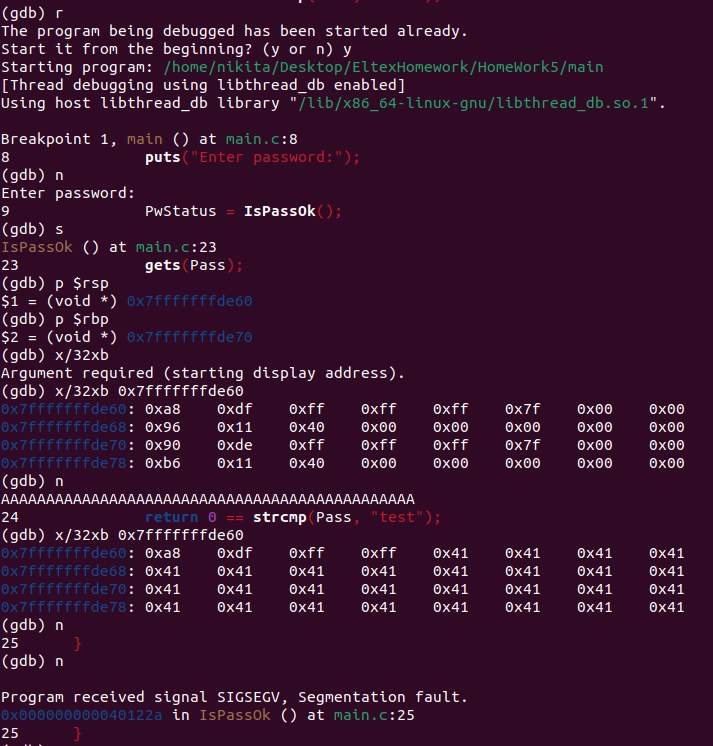 (gdb) r
The program being debugged has been started already.
Start it from the beginning? (y or n) y
Starting program: /home/nikita/Desktop/EltexHomework/HomeWork5/main
[Thread debugging using libthread_db enabled]
Using host libthread_db library "/lib/x86_64-linux-gnu/libthread_db.so.1".
Breakpoint 1, main () at main.c:8
8               puts("Enter password:");
(gdb) n
Enter password:
9               PwStatus = IsPassOk();
(gdb) s
IsPassOk () at main.c:23
23              gets(Pass);
(gdb) p $rsp
$1 = (void *) 0x7fffffffde60
(gdb) p $rbp
$2 = (void *) 0x7fffffffde70
(gdb) x/32xb
Argument required (starting display address).
(gdb) x/32xb 0x7fffffffde60
0x7fffffffde60: 0xa8    0xdf    0xff    0xff    0xff    0x7f    0x00    0x00
0x7fffffffde68: 0x96    0x11    0x40    0x00    0x00    0x00    0x00    0x00
0x7fffffffde70: 0x90    0xde    0xff    0xff    0xff    0x7f    0x00    0x00
0x7fffffffde78: 0xb6    0x11    0x40    0x00    0x00    0x00    0x00    0x00
(gdb) n
AAAAAAAAAAAAAAAAAAAAAAAAAAAAAAAAAAAAAAAAAAAAAA
24              return 0 == strcmp(Pass, "test");
(gdb) x/32xb 0x7fffffffde60
0x7fffffffde60: 0xa8    0xdf    0xff    0xff    0x41    0x41    0x41    0x41
0x7fffffffde68: 0x41    0x41    0x41    0x41    0x41    0x41    0x41    0x41
0x7fffffffde70: 0x41    0x41    0x41    0x41    0x41    0x41    0x41    0x41
0x7fffffffde78: 0x41    0x41    0x41    0x41    0x41    0x41    0x41    0x41
(gdb) n
25      }
(gdb) n
Program received signal SIGSEGV, Segmentation fault.
0x000000000040122a in IsPassOk () at main.c:25
25      }